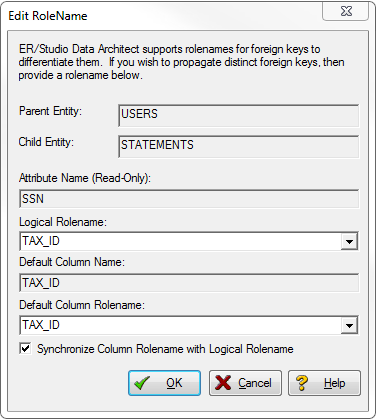 Edit RoleName
ER/Studio Data Architect supports rolenames for foreign keys to
differentiate them. If you wish to propagate distinct foreign keys, then
provide a rolename below.
Parent Entity: USERS
Child Entity: STATEMENTS
Attribute Name (Read-Only):
SSN
Logical Rolename:
TAX_ID
Default Column Name:
TAX_ID
Default Column Rolename:
TAX_ID
Synchronize Column Rolename with Logical Rolename
OK Cancel Help